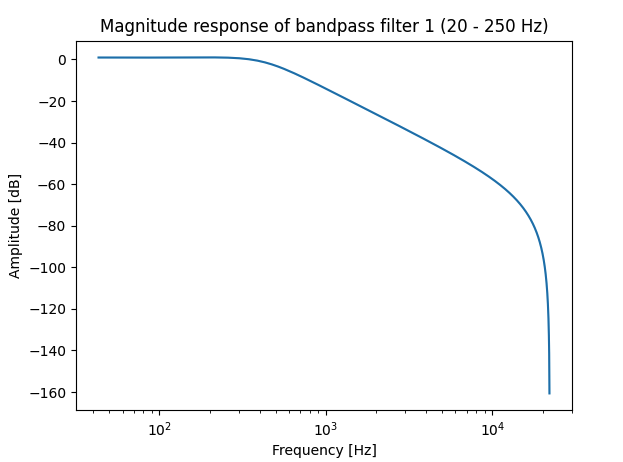 Magnitude response of bandpass filter 1 (20 - 250 Hz)
0
−20
−40
−60
−80
−100
−120
−140
−160
Amplitude [dB]
10² 10³ 10⁴
Frequency [Hz]